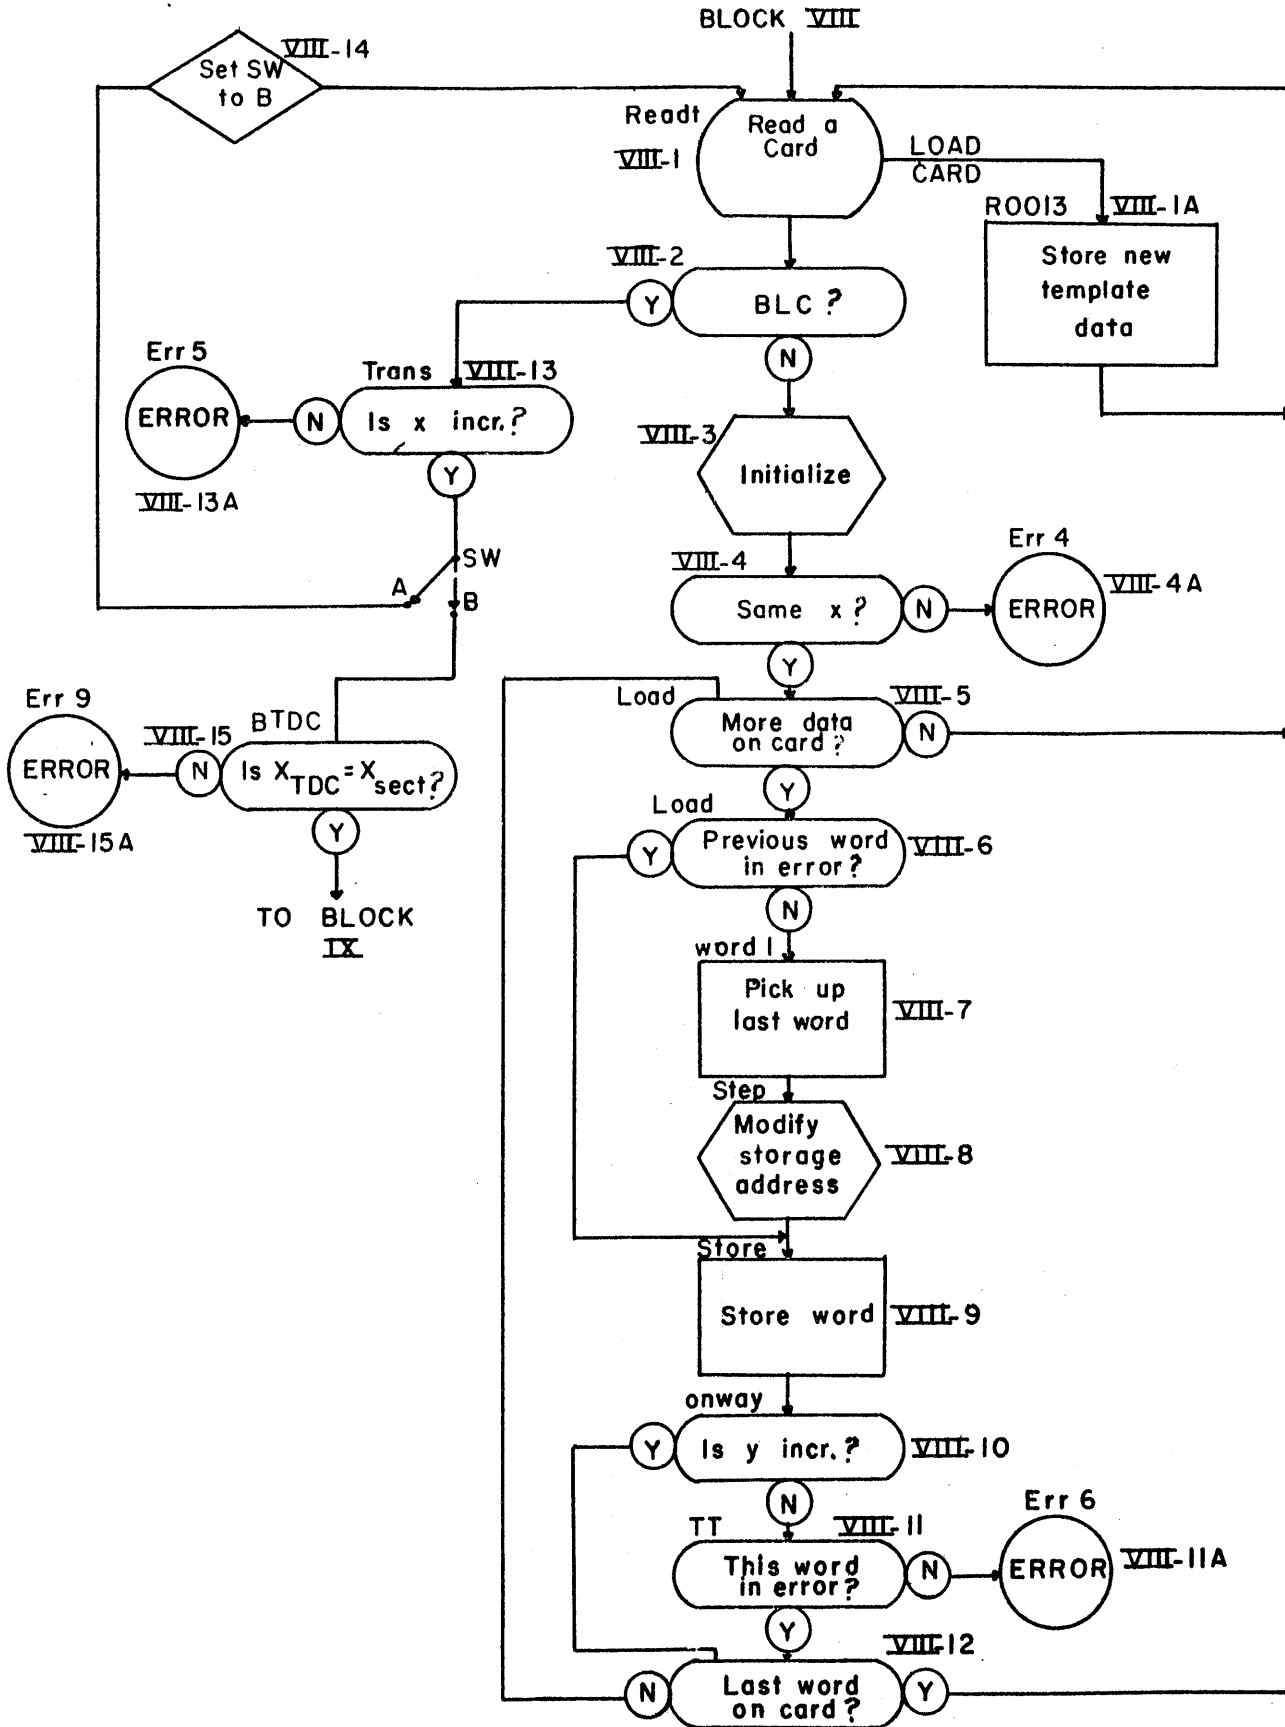 BLOCK VIII
VIII-14
Set SW
to B
Readt
Read a
Card
VIII-1
LOAD
CARD
R0013
VIII-1A
Store new
template
data
VIII-2
Y
BLC ?
N
Err 5
ERROR
VIII-13A
Trans
VIII-13
N
Is x incr.?
Y
VIII-3
Initialize
SW
A
B
VIII-4
Same x ?
N
Err 4
ERROR
VIII-4A
Y
Load
VIII-5
More data
on card?
N
Y
Err 9
ERROR
VIII-15A
BTDC
VIII-15
N
Is XTDC = Xsect?
Y
TO BLOCK
IX
Load
Y
Previous word
in error?
VIII-6
N
word 1
Pick up
last word
VIII-7
Step
Modify
storage
address
VIII-8
Store
Store word
VIII-9
onway
Y
Is y incr.?
VIII-10
N
TT
VIII-11
This word
in error?
N
Err 6
ERROR
VIII-11A
Y
VIII-12
N
Last word
on card?
Y